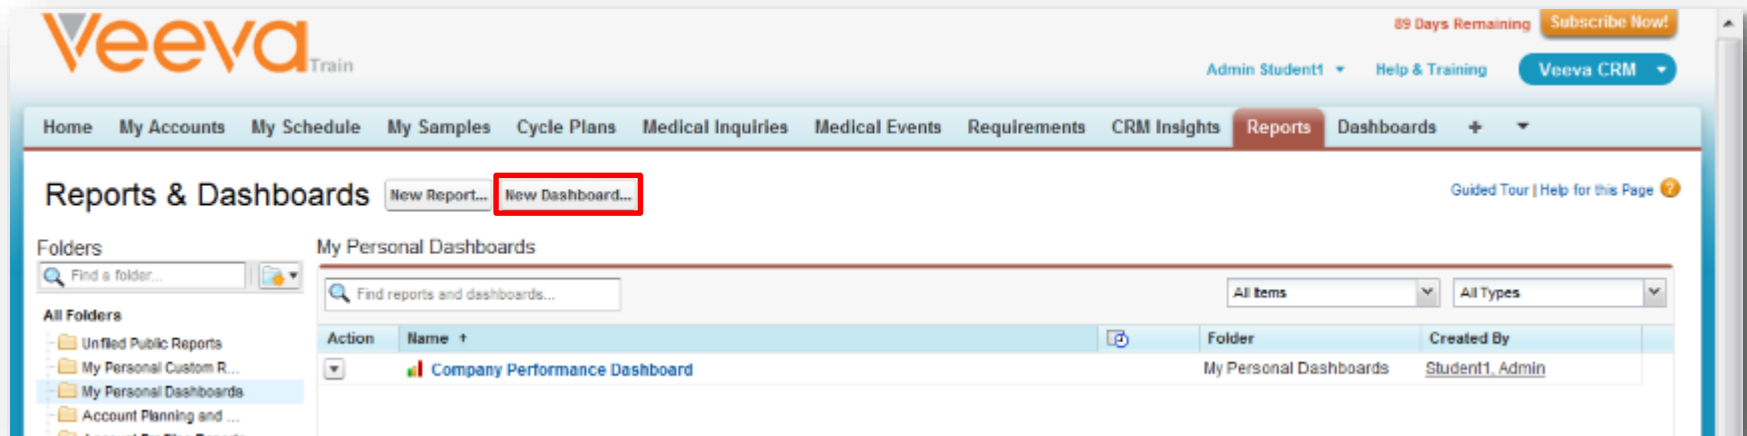 Veeva Train
89 Days Remaining Subscribe Now!
Admin Student1 Help & Training Veeva CRM
Home My Accounts My Schedule My Samples Cycle Plans Medical Inquiries Medical Events Requirements CRM Insights Reports Dashboards +
Reports & Dashboards New Report... New Dashboard... Guided Tour | Help for this Page ?
Folders
Find a folder...
All Folders
Unfiled Public Reports
My Personal Custom R...
My Personal Dashboards
Account Planning and ...
My Personal Dashboards
Find reports and dashboards... All Items All Types
Action Name ↑ Folder Created By
Company Performance Dashboard My Personal Dashboards Student1, Admin